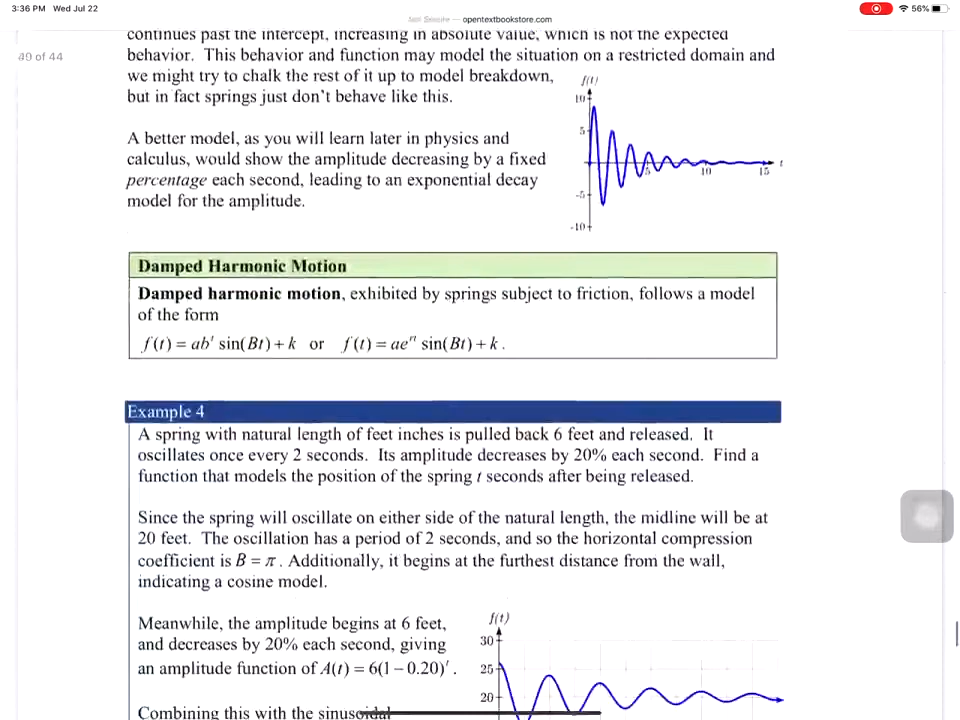 3:36 PM Wed Jul 22
56%
Not Secure — opentextbookstore.com
49 of 44
continues past the intercept, increasing in absolute value, which is not the expected
behavior. This behavior and function may model the situation on a restricted domain and
we might try to chalk the rest of it up to model breakdown,
but in fact springs just don't behave like this.
A better model, as you will learn later in physics and
calculus, would show the amplitude decreasing by a fixed
percentage each second, leading to an exponential decay
model for the amplitude.
f(t)
10
5
-5
-10
5
10
15
t
Damped Harmonic Motion
Damped harmonic motion, exhibited by springs subject to friction, follows a model
of the form
f(t) = ab^t sin(Bt) + k or f(t) = ae^{rt} sin(Bt) + k.
Example 4
A spring with natural length of feet inches is pulled back 6 feet and released. It
oscillates once every 2 seconds. Its amplitude decreases by 20% each second. Find a
function that models the position of the spring t seconds after being released.
Since the spring will oscillate on either side of the natural length, the midline will be at
20 feet. The oscillation has a period of 2 seconds, and so the horizontal compression
coefficient is B = π. Additionally, it begins at the furthest distance from the wall,
indicating a cosine model.
Meanwhile, the amplitude begins at 6 feet,
and decreases by 20% each second, giving
an amplitude function of A(t) = 6(1 − 0.20)^t.
Combining this with the sinusoidal
f(t)
30
25
20